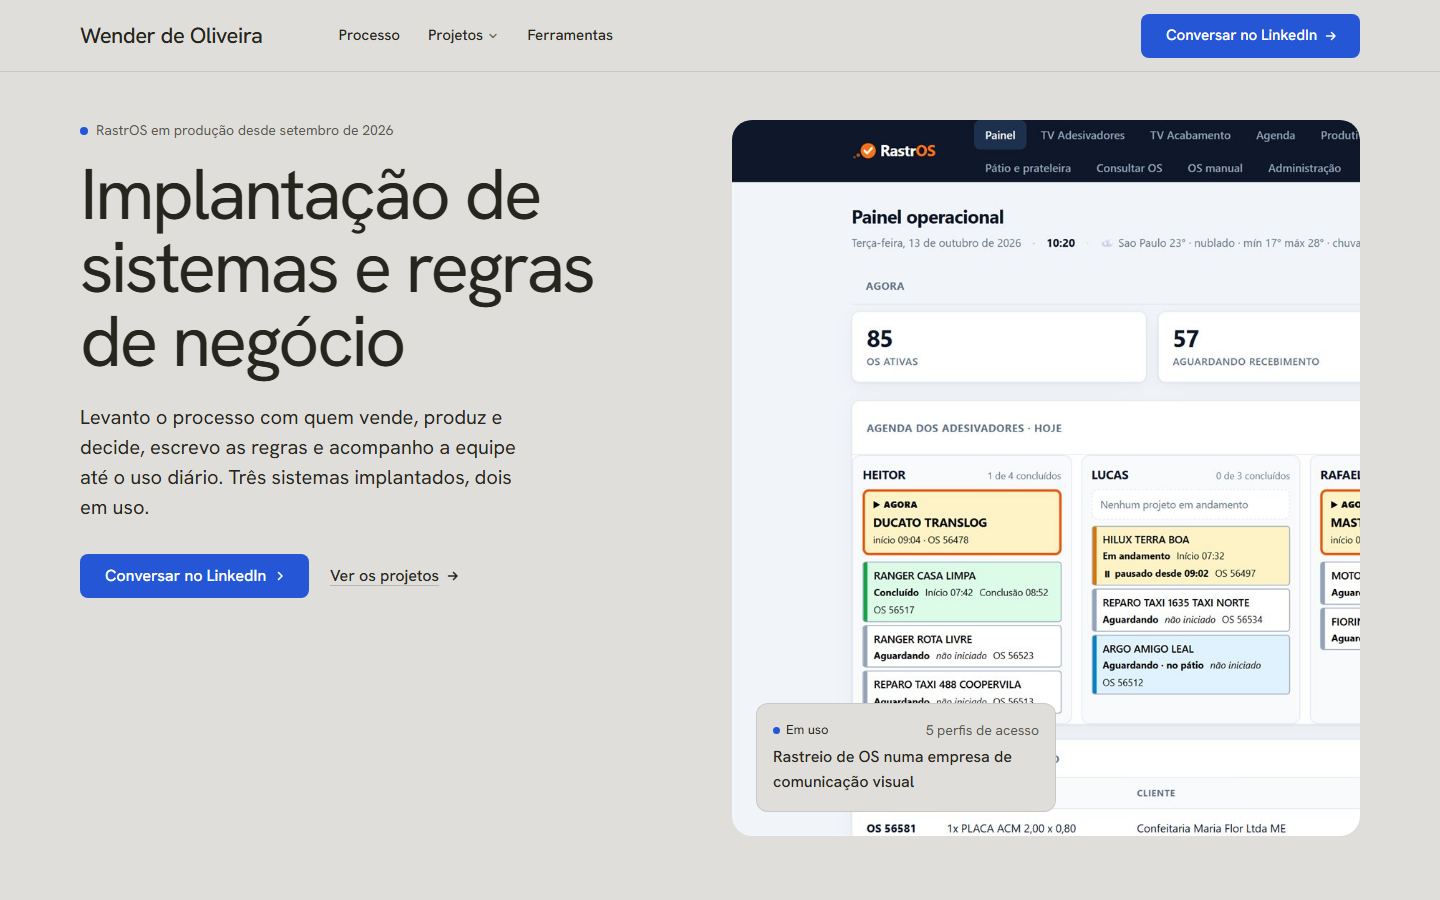 Wender de Oliveira
Processo
Projetos
Ferramentas
Conversar no LinkedIn →
RastrOS em produção desde setembro de 2026
Implantação de
sistemas e regras
de negócio
Levanto o processo com quem vende, produz e
decide, escrevo as regras e acompanho a equipe
até o uso diário. Três sistemas implantados, dois
em uso.
Conversar no LinkedIn
Ver os projetos →
RastrOS
Painel
TV Adesivadores
TV Acabamento
Agenda
Pátio e prateleira
Consultar OS
OS manual
Administração
Painel operacional
Terça-feira, 13 de outubro de 2026 · 10:20 · Sao Paulo 23° · nublado · mín 17° máx 28° · chuva
AGORA
85
OS ATIVAS
57
AGUARDANDO RECEBIMENTO
AGENDA DOS ADESIVADORES · HOJE
HEITOR
1 de 4 concluídos
▶ AGORA
DUCATO TRANSLOG
início 09:04 · OS 56478
RANGER CASA LIMPA
Concluído Início 07:42 Conclusão 08:52
OS 56517
RANGER ROTA LIVRE
Aguardando não iniciado OS 56523
REPARO TAXI 488 COOPERVILA
Aguardando não iniciado OS 56513
LUCAS
0 de 3 concluídos
Nenhum projeto em andamento
HILUX TERRA BOA
Em andamento Início 07:32
⏸ pausado desde 09:02 OS 56497
REPARO TAXI 1635 TAXI NORTE
Aguardando não iniciado OS 56534
ARGO AMIGO LEAL
Aguardando · no pátio não iniciado
OS 56512
Em uso
5 perfis de acesso
Rastreio de OS numa empresa de
comunicação visual
CLIENTE
OS 56581
1x PLACA ACM 2,00 x 0,80
Confeitaria Maria Flor Ltda ME